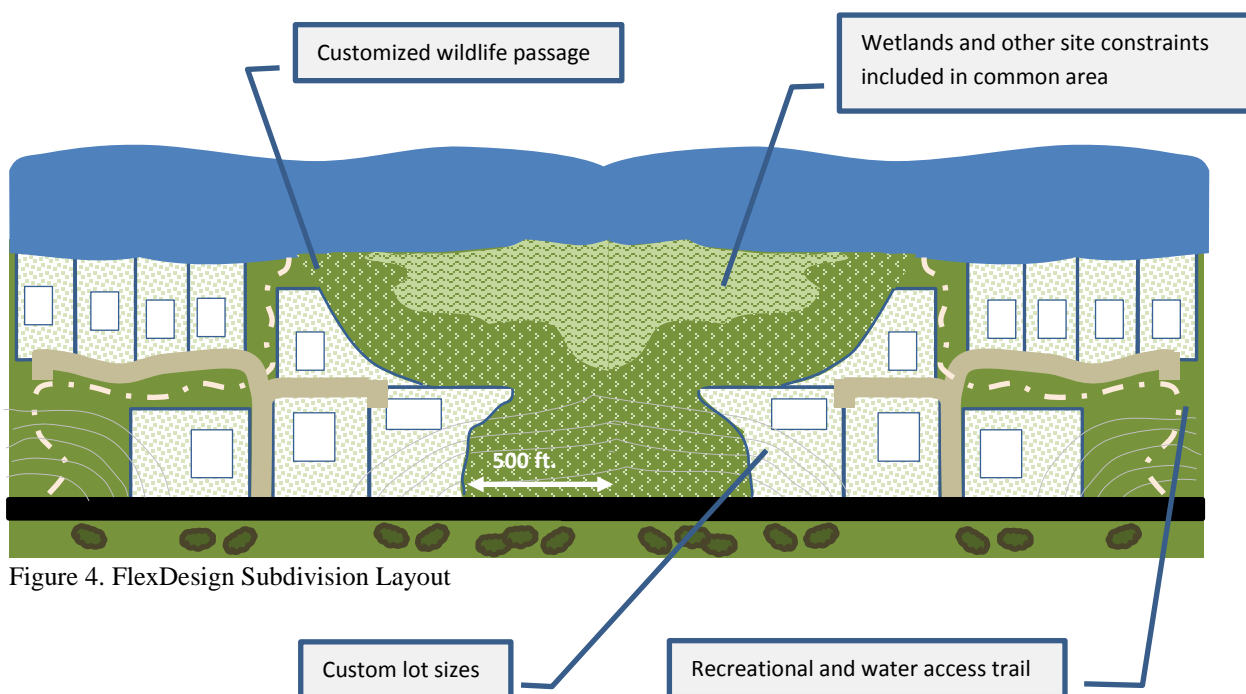 Customized wildlife passage
Wetlands and other site constraints
included in common area
500 ft.
Figure 4. FlexDesign Subdivision Layout
Custom lot sizes
Recreational and water access trail